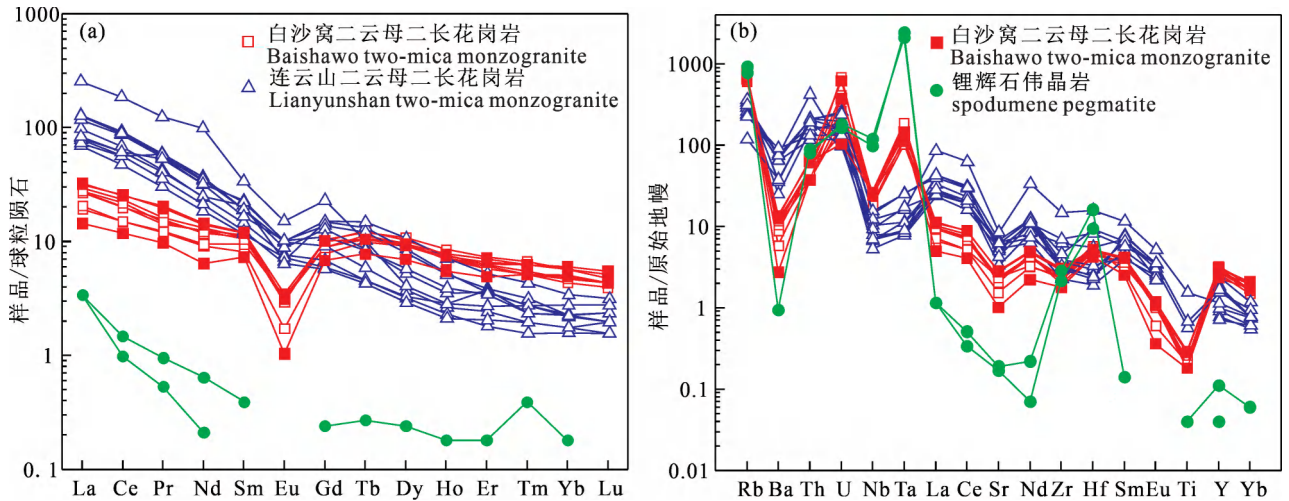 (a)
白沙窝二云母二长花岗岩
Baishawo two-mica monzogranite
连云山二云母二长花岗岩
Lianyunshan two-mica monzogranite
样品/球粒陨石
1000
100
10
1
0.1
La Ce Pr Nd Sm Eu Gd Tb Dy Ho Er Tm Yb Lu
(b)
白沙窝二云母二长花岗岩
Baishawo two-mica monzogranite
锂辉石伟晶岩
spodumene pegmatite
样品/原始地幔
1000
100
10
1
0.1
0.01
Rb Ba Th U Nb Ta La Ce Sr Nd Zr Hf Sm Eu Ti Y Yb